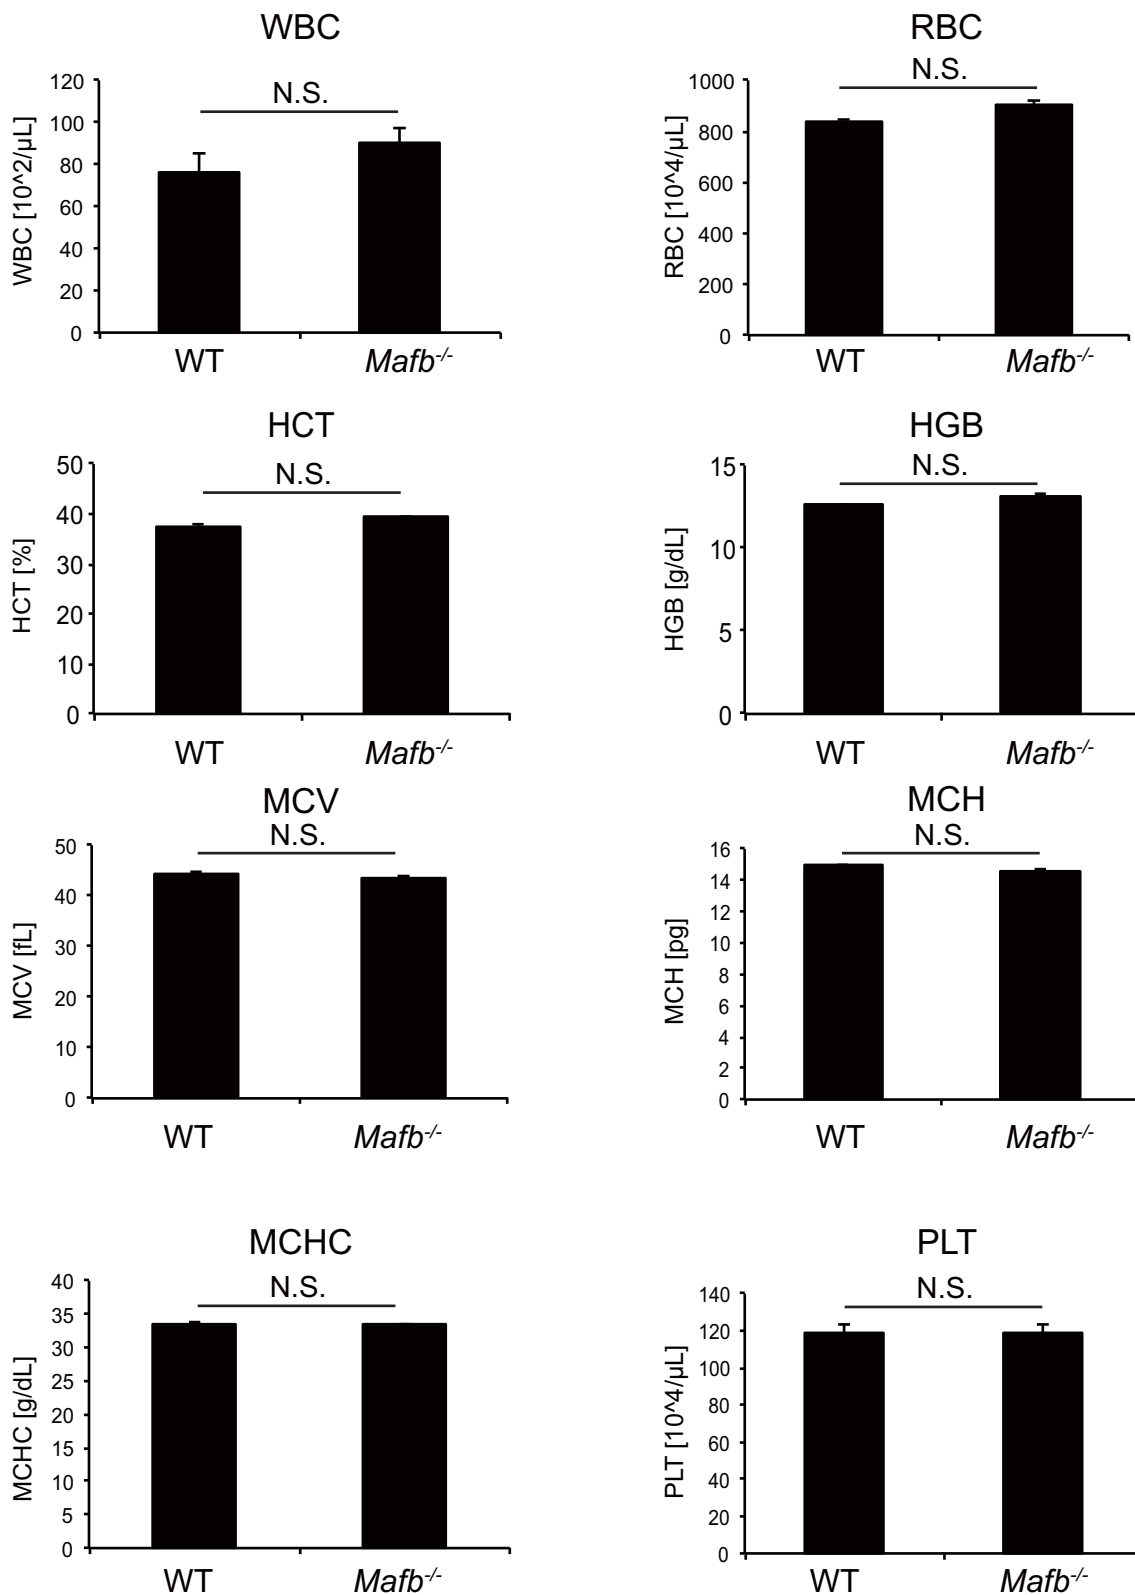 WBC
N.S.
WBC [10^2/µL]
120
100
80
60
40
20
0
WT
Mafb-/-
RBC
N.S.
RBC [10^4/µL]
1000
800
600
400
200
0
WT
Mafb-/-
HCT
N.S.
HCT [%]
50
40
30
20
10
0
WT
Mafb-/-
HGB
N.S.
HGB [g/dL]
15
10
5
0
WT
Mafb-/-
MCV
N.S.
MCV [fL]
50
40
30
20
10
0
WT
Mafb-/-
MCH
N.S.
MCH [pg]
16
14
12
10
8
6
4
2
0
WT
Mafb-/-
MCHC
N.S.
MCHC [g/dL]
40
35
30
25
20
15
10
5
0
WT
Mafb-/-
PLT
N.S.
PLT [10^4/µL]
140
120
100
80
60
40
20
0
WT
Mafb-/-